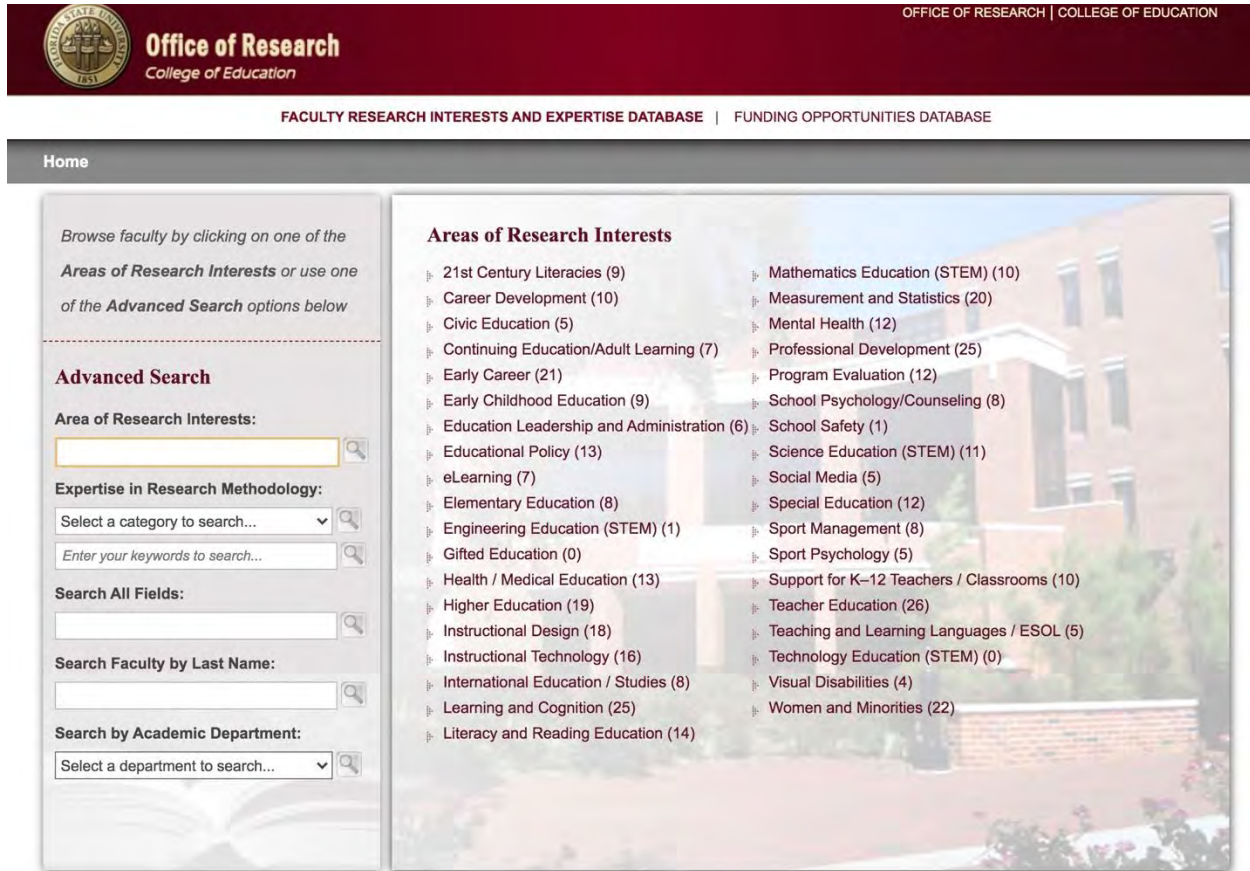 OFFICE OF RESEARCH | COLLEGE OF EDUCATION
FLORIDA STATE UNIVERSITY
1851
Office of Research
College of Education
FACULTY RESEARCH INTERESTS AND EXPERTISE DATABASE | FUNDING OPPORTUNITIES DATABASE
Home
Browse faculty by clicking on one of the
Areas of Research Interests or use one
of the Advanced Search options below
Advanced Search
Area of Research Interests:
Expertise in Research Methodology:
Select a category to search...
Enter your keywords to search...
Search All Fields:
Search Faculty by Last Name:
Search by Academic Department:
Select a department to search...
Areas of Research Interests
21st Century Literacies (9)
Career Development (10)
Civic Education (5)
Continuing Education/Adult Learning (7)
Early Career (21)
Early Childhood Education (9)
Education Leadership and Administration (6)
Educational Policy (13)
eLearning (7)
Elementary Education (8)
Engineering Education (STEM) (1)
Gifted Education (0)
Health / Medical Education (13)
Higher Education (19)
Instructional Design (18)
Instructional Technology (16)
International Education / Studies (8)
Learning and Cognition (25)
Literacy and Reading Education (14)
Mathematics Education (STEM) (10)
Measurement and Statistics (20)
Mental Health (12)
Professional Development (25)
Program Evaluation (12)
School Psychology/Counseling (8)
School Safety (1)
Science Education (STEM) (11)
Social Media (5)
Special Education (12)
Sport Management (8)
Sport Psychology (5)
Support for K–12 Teachers / Classrooms (10)
Teacher Education (26)
Teaching and Learning Languages / ESOL (5)
Technology Education (STEM) (0)
Visual Disabilities (4)
Women and Minorities (22)